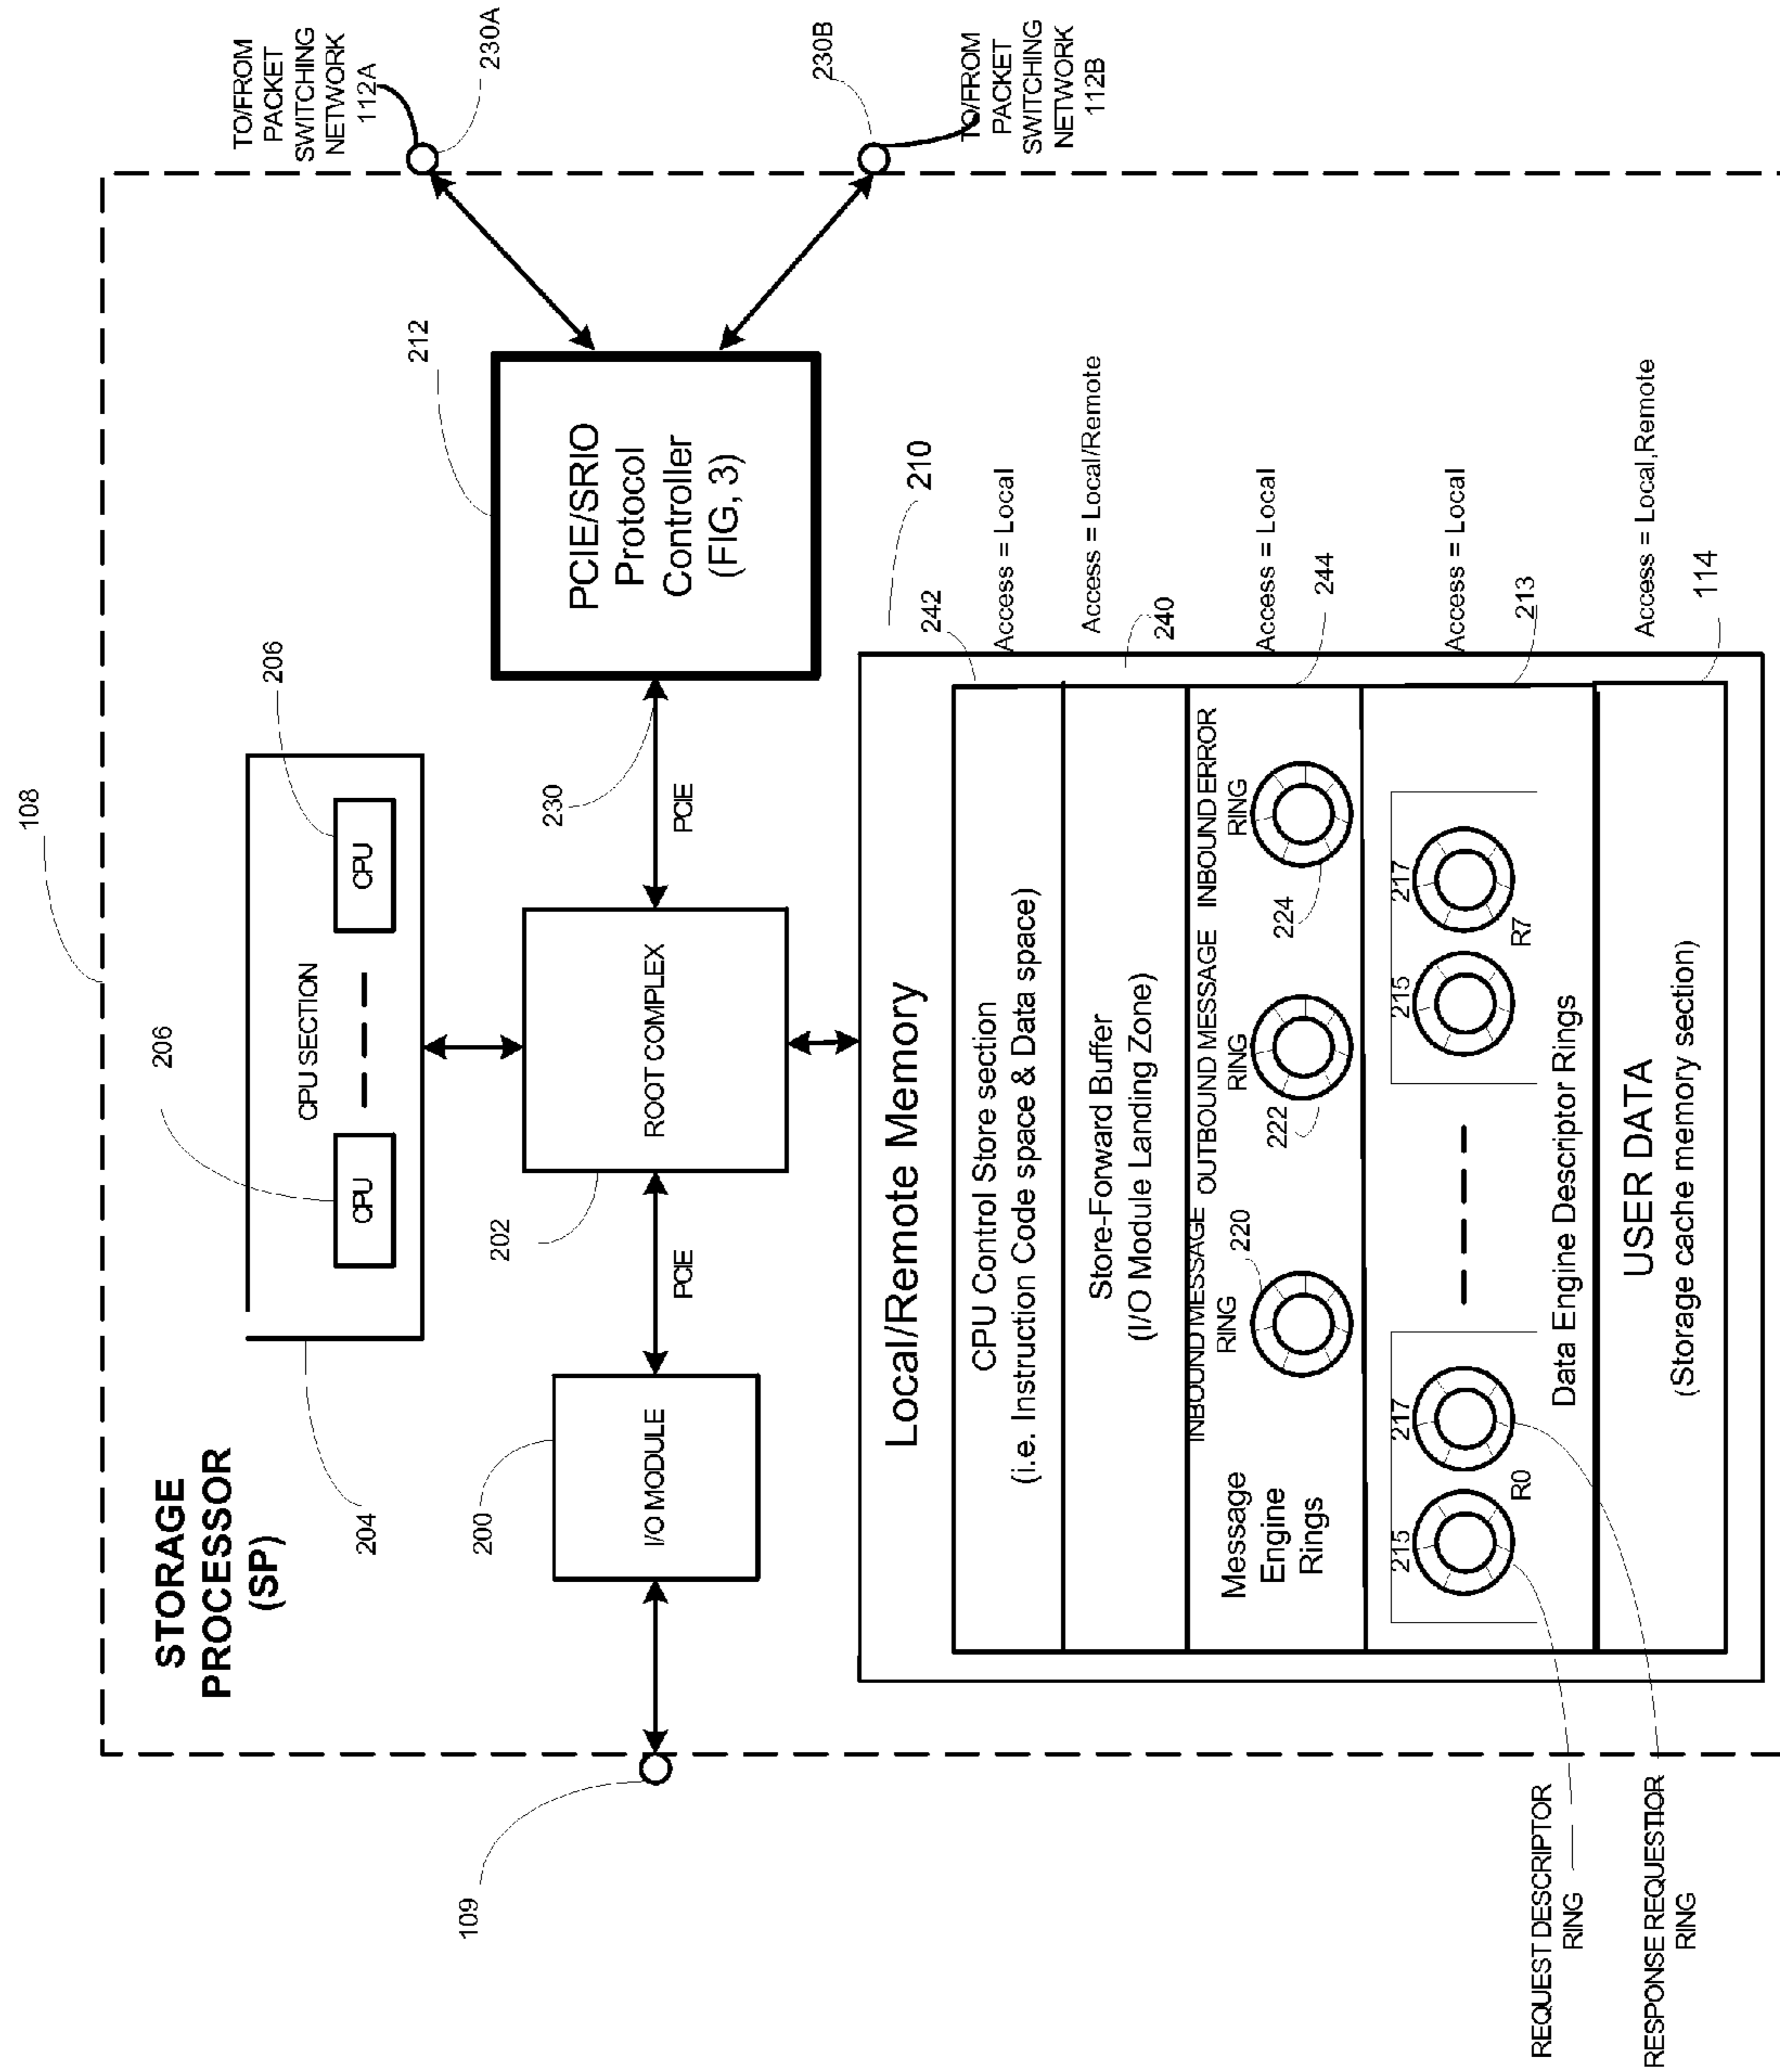 108
STORAGE
PROCESSOR
(SP)
204
CPU SECTION
206
CPU
206
CPU
109
200
I/O MODULE
PCIE
202
ROOT COMPLEX
230
PCIE
212
PCIE/SRIO
Protocol
Controller
(FIG, 3)
TO/FROM
PACKET
SWITCHING
NETWORK
112A
230A
230B
TO/FROM
PACKET
SWITCHING
NETWORK
112B
Local/Remote Memory
210
CPU Control Store section
(i.e. Instruction Code space & Data space)
242
Access = Local
Store-Forward Buffer
(I/O Module Landing Zone)
Access = Local/Remote
240
Message
Engine
Rings
INBOUND MESSAGE
RING
220
OUTBOUND MESSAGE
RING
222
INBOUND ERROR
RING
224
Access = Local
244
215
217
R0
215
217
R7
Data Engine Descriptor Rings
Access = Local
213
USER DATA
(Storage cache memory section)
Access = Local,Remote
114
REQUEST DESCRIPTOR
RING
RESPONSE REQUESTIOR
RING